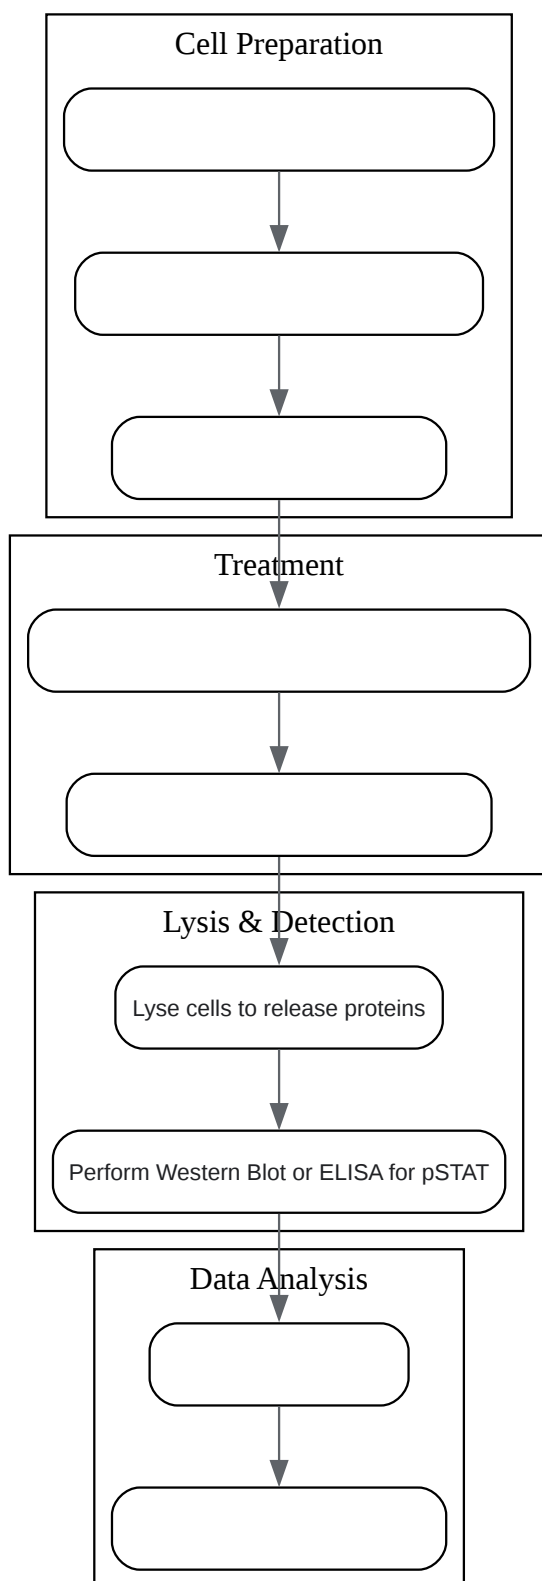 Cell Preparation
Treatment
Lysis & Detection
Lyse cells to release proteins
Perform Western Blot or ELISA for pSTAT
Data Analysis